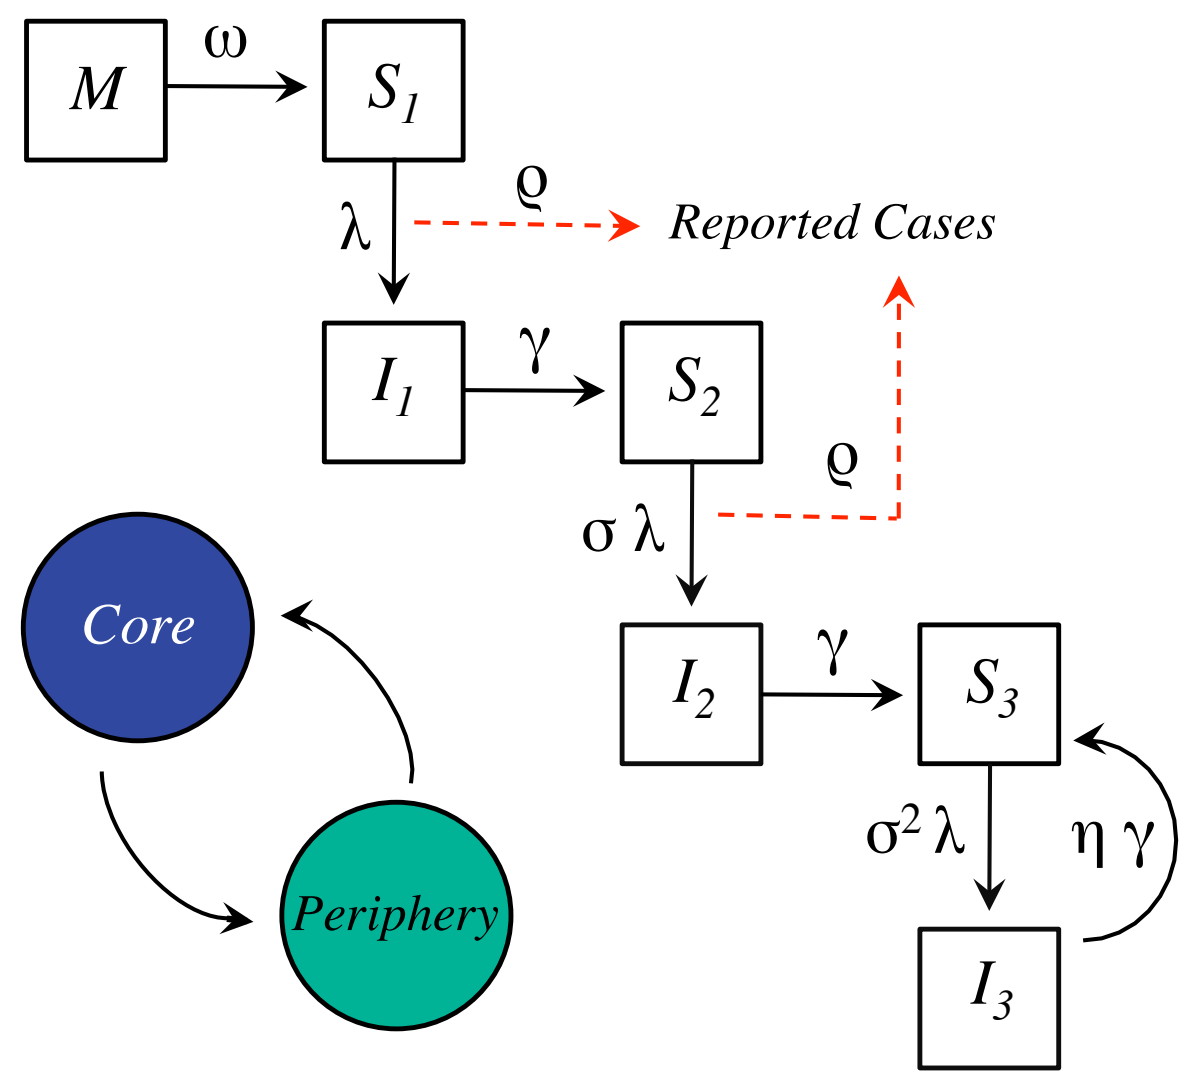 M
ω
S1
λ
ϱ
Reported Cases
I1
γ
S2
ϱ
σ λ
Core
I2
γ
S3
σ² λ
η γ
Periphery
I3